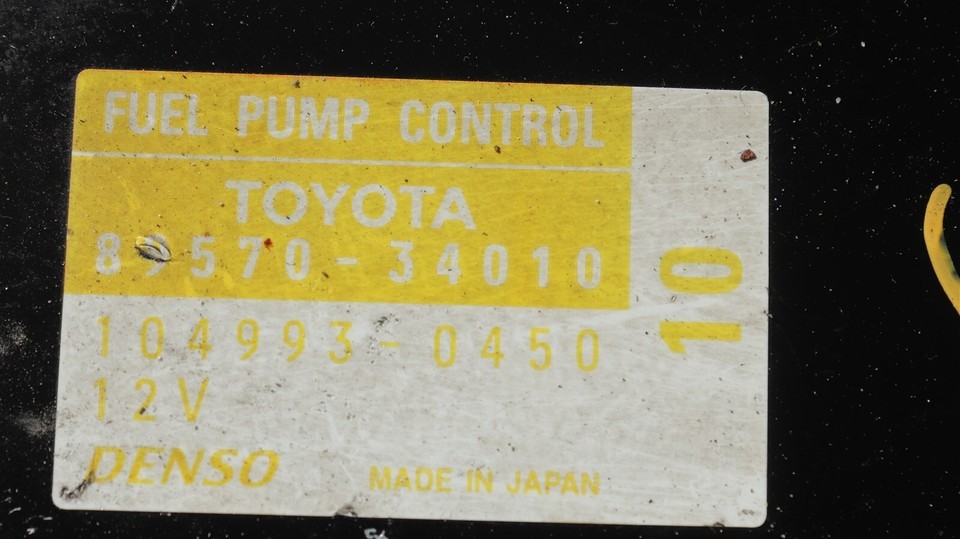 FUEL PUMP CONTROL
TOYOTA
89570-34010
104993-0450
12V
DENSO
MADE IN JAPAN
10